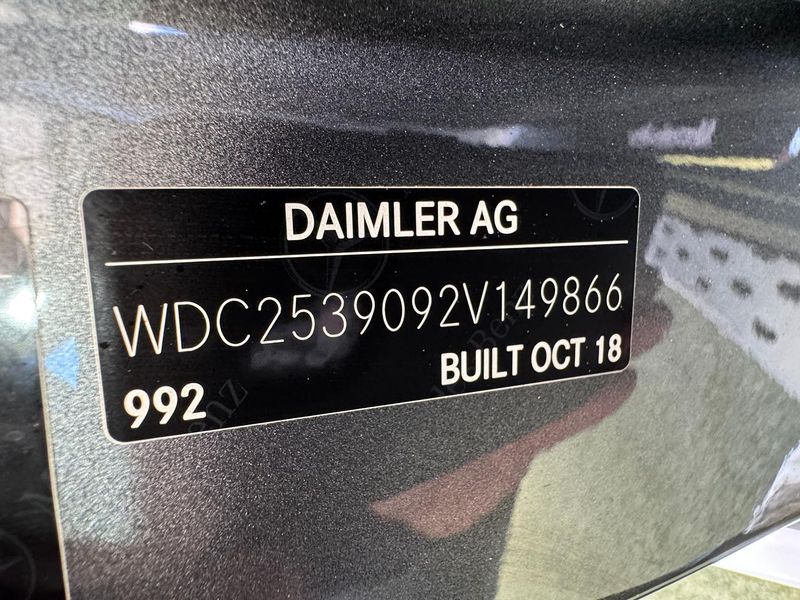 DAIMLER AG
WDC2539092V149866
BUILT OCT 18
992